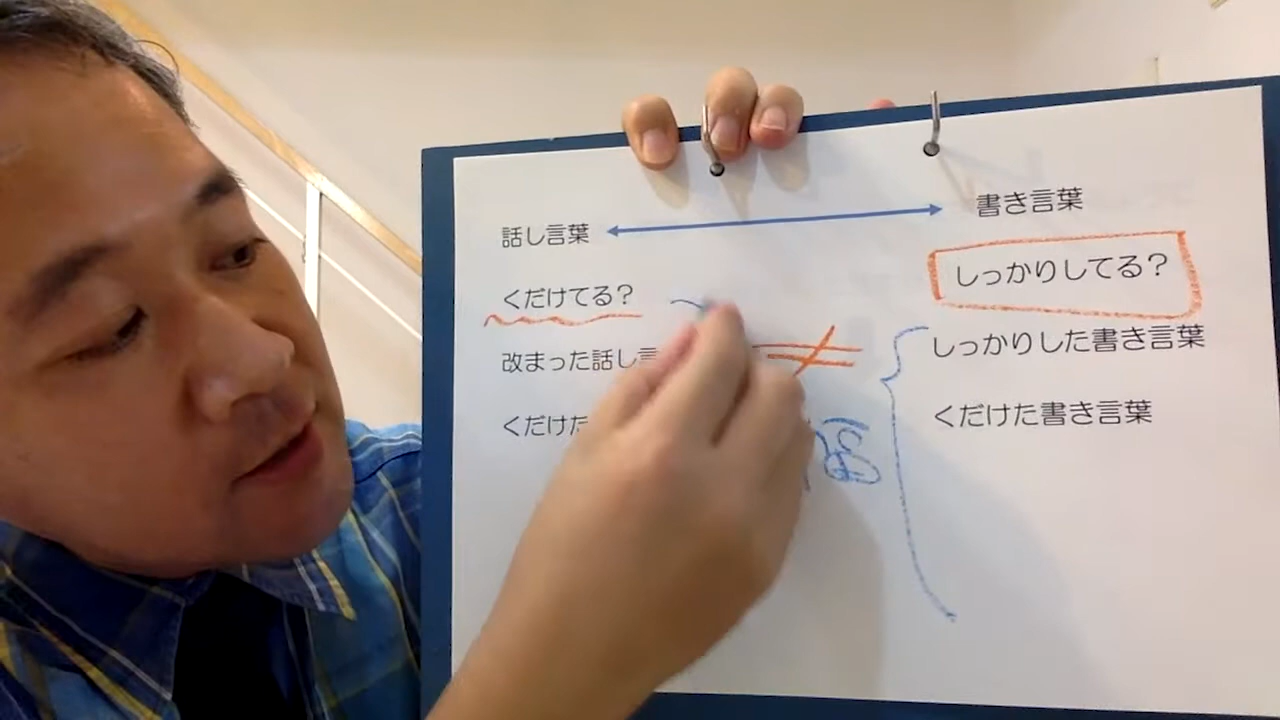 話し言葉
書き言葉
くだけてる？
しっかりしてる？
改まった話し言
しっかりした書き言葉
くだけた
くだけた書き言葉